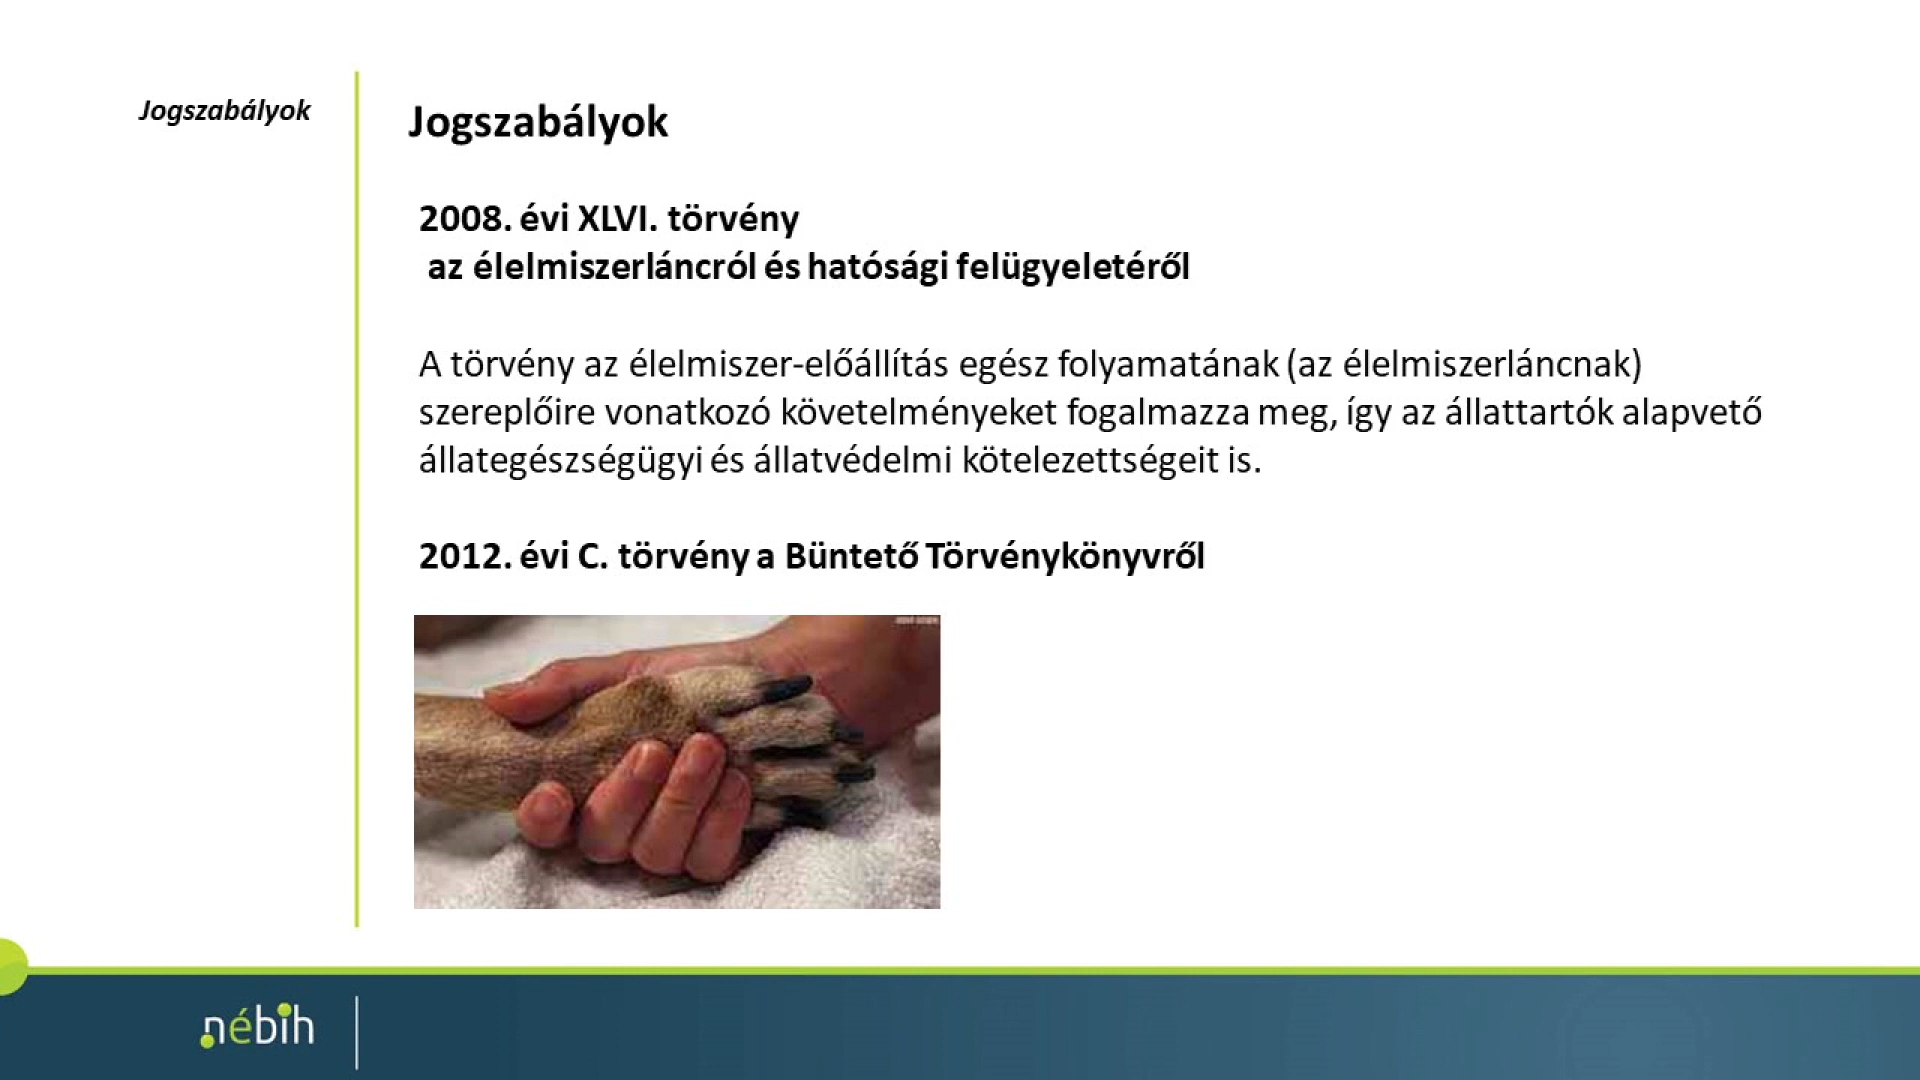 Jogszabályok
Jogszabályok
2008. évi XLVI. törvény
az élelmiszerláncról és hatósági felügyeletéről
A törvény az élelmiszer-előállítás egész folyamatának (az élelmiszerláncnak)
szereplőire vonatkozó követelményeket fogalmazza meg, így az állattartók alapvető
állategészségügyi és állatvédelmi kötelezettségeit is.
2012. évi C. törvény a Büntető Törvénykönyvről
nébih